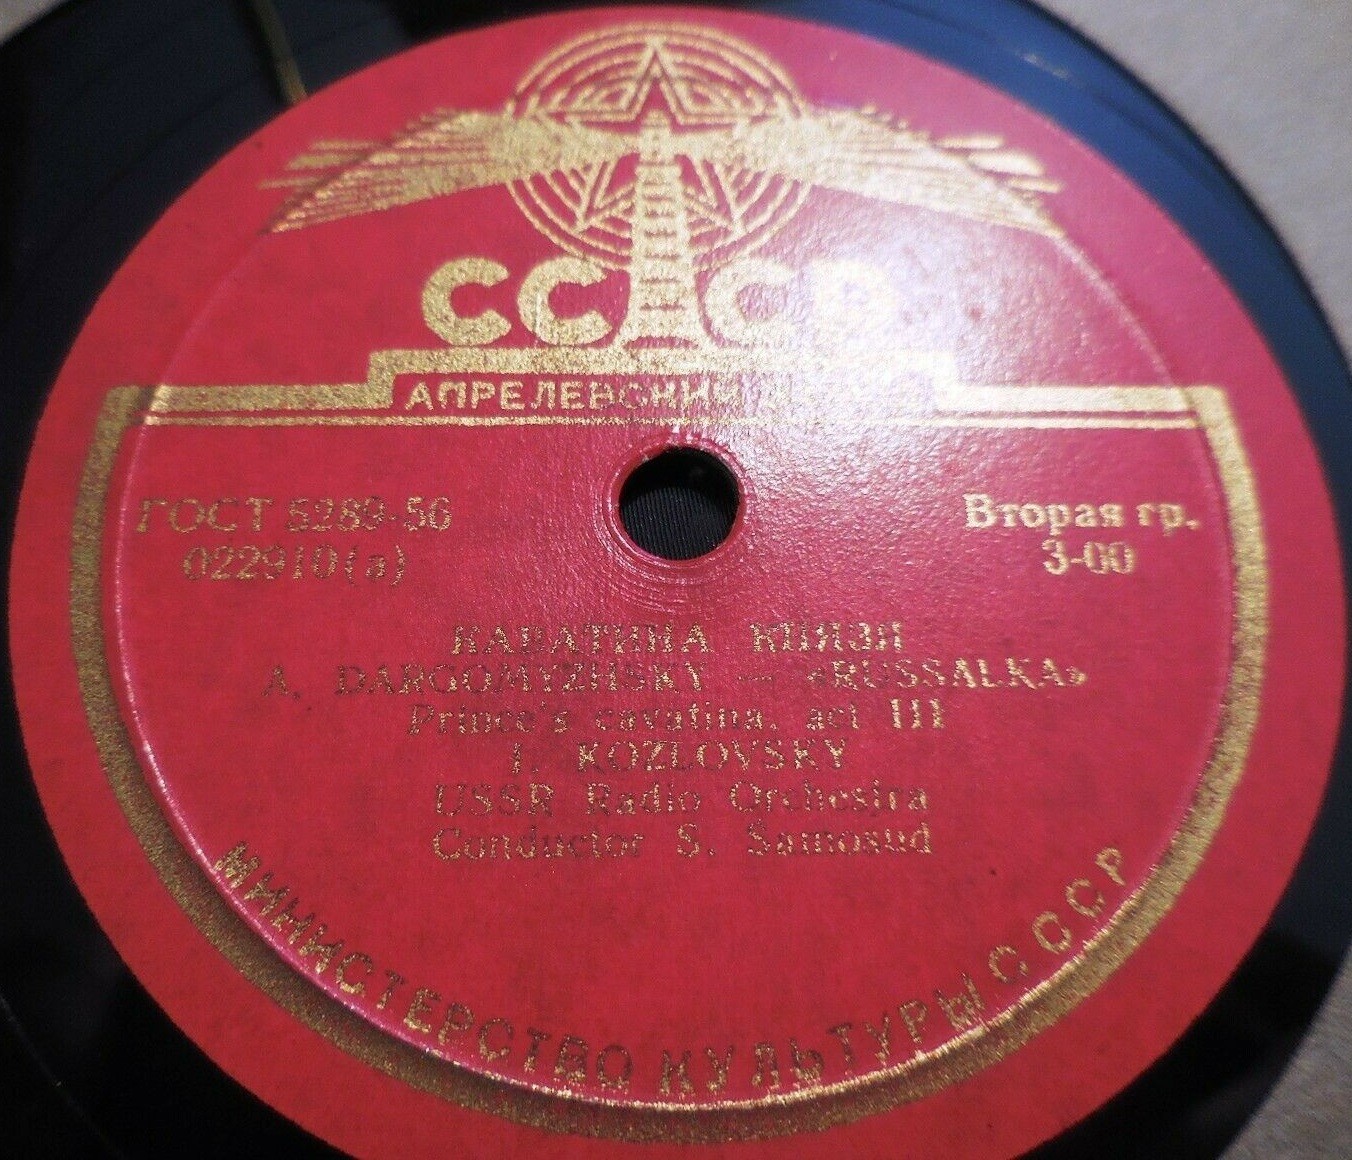 СССР
АПРЕЛЕВСКИЙ
ГОСТ 5289-56
022910(а)
Вторая гр.
3-00
КАВАТИНА КНЯЗЯ
A. DARGOMYZHSKY — «RUSSALKA»
Prince's cavatina, act III
I. KOZLOVSKY
USSR Radio Orchestra
Conductor S. Samosud
МИНИСТЕРСТВО КУЛЬТУРЫ СССР